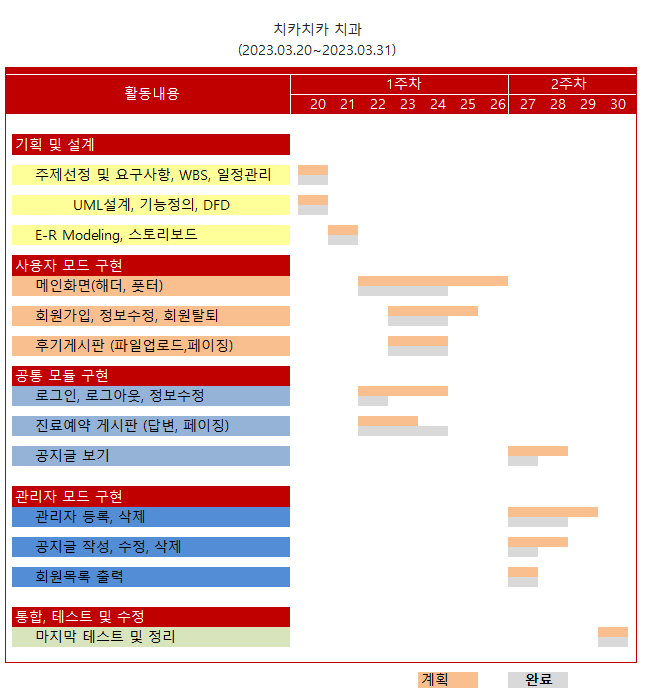 치카치카 치과
(2023.03.20~2023.03.31)
활동내용 1주차 2주차
20 21 22 23 24 25 26 27 28 29 30
기획 및 설계
주제선정 및 요구사항, WBS, 일정관리
UML설계, 기능정의, DFD
E-R Modeling, 스토리보드
사용자 모드 구현
메인화면(해더, 풋터)
회원가입, 정보수정, 회원탈퇴
후기게시판 (파일업로드,페이징)
공통 모듈 구현
로그인, 로그아웃, 정보수정
진료예약 게시판 (답변, 페이징)
공지글 보기
관리자 모드 구현
관리자 등록, 삭제
공지글 작성, 수정, 삭제
회원목록 출력
통합, 테스트 및 수정
마지막 테스트 및 정리
계획 완료